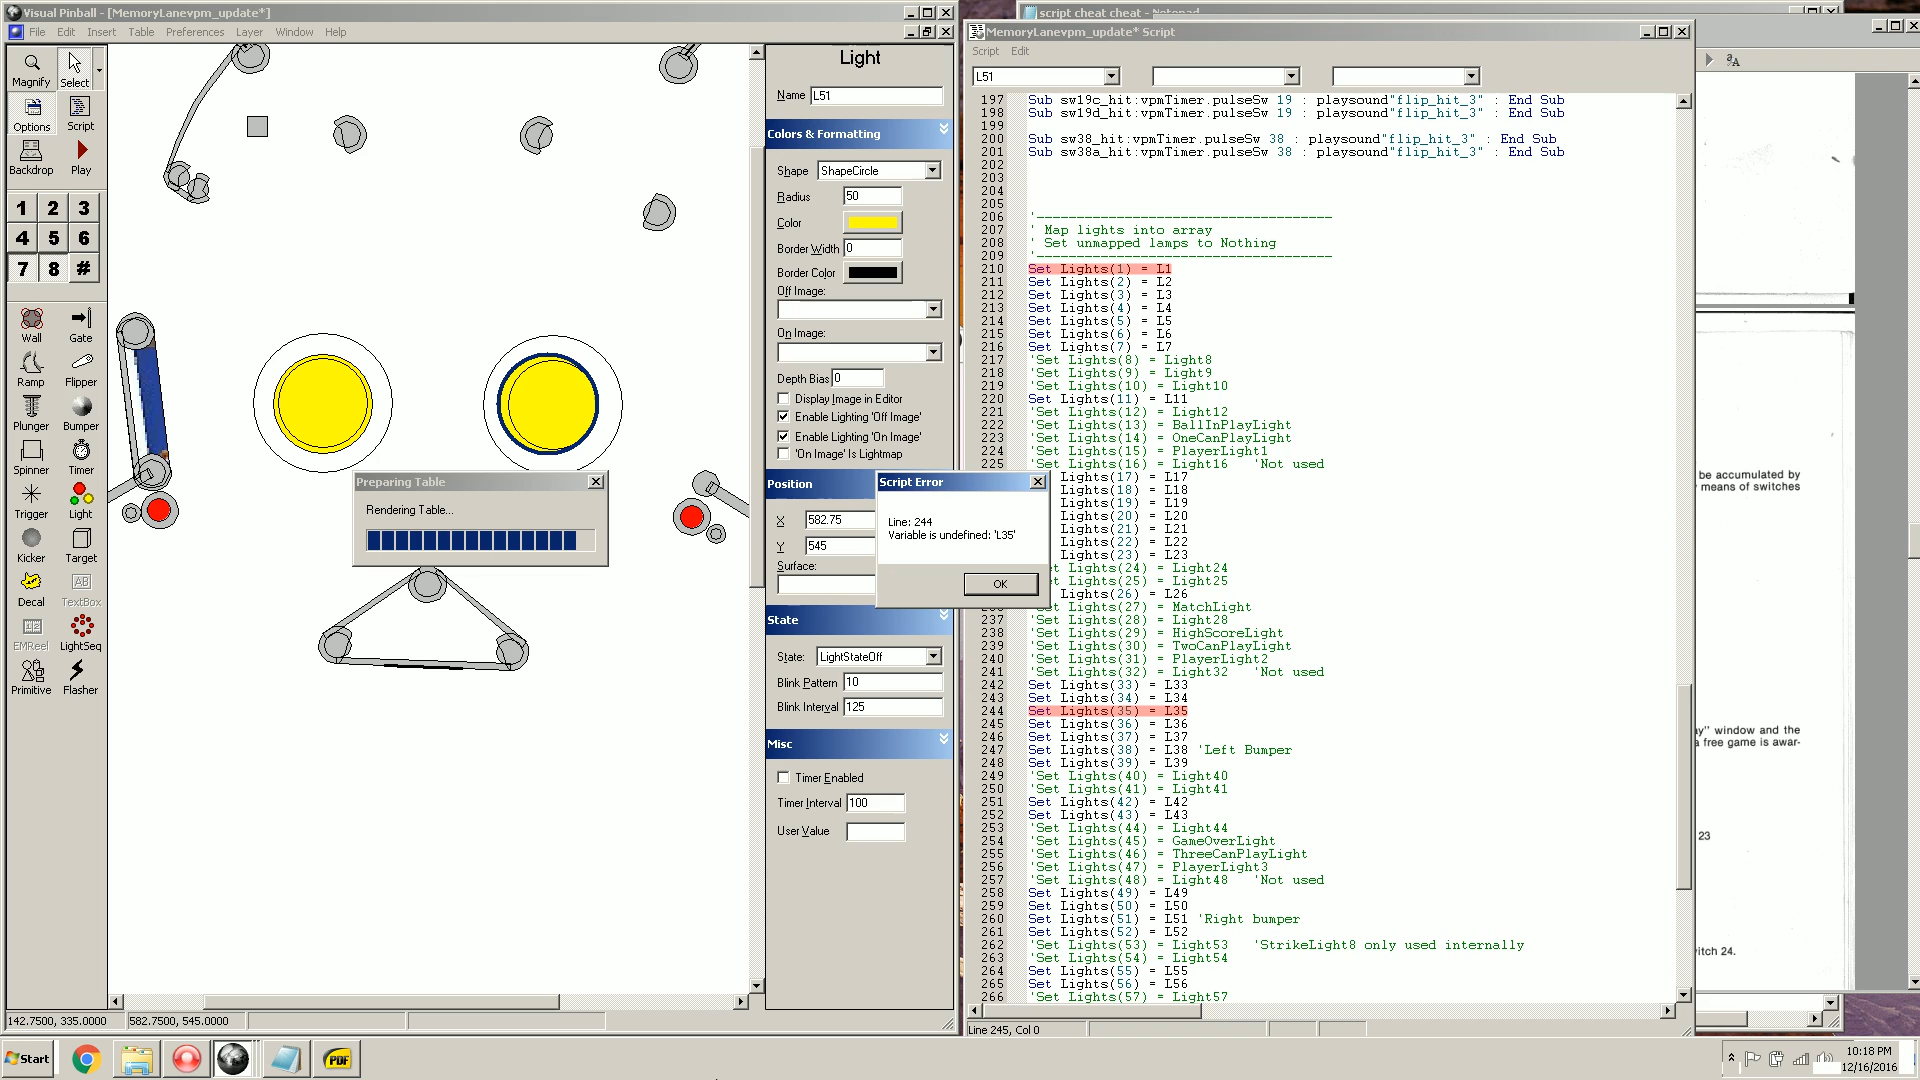 Visual Pinball - [MemoryLanevpm_update*]
File Edit Insert Table Preferences Layer Window Help
Magnify
Select
Options
Script
Backdrop
Play
1 2 3
4 5 6
7 8 #
Wall
Gate
Ramp
Flipper
Plunger
Bumper
Spinner
Timer
Trigger
Light
Kicker
Target
Decal
TextBox
EMReel
LightSeq
Primitive
Flasher
Preparing Table
Rendering Table...
142.7500, 335.0000
582.7500, 545.0000
Light
Name L51
Colors & Formatting
Shape ShapeCircle
Radius 50
Color
Border Width 0
Border Color
Off Image:
On Image:
Depth Bias 0
Display Image in Editor
Enable Lighting 'Off Image'
Enable Lighting 'On Image'
'On Image' Is Lightmap
Position
X 582.75
Y 545
Surface:
State
State: LightStateOff
Blink Pattern 10
Blink Interval 125
Misc
Timer Enabled
Timer Interval 100
User Value
Script Error
Line: 244
Variable is undefined: 'L35'
OK
script cheat cheat - Notepad
MemoryLanevpm_update* Script
Script Edit
L51
197 Sub sw19c_hit:vpmTimer.pulseSw 19 : playsound"flip_hit_3" : End Sub
198 Sub sw19d_hit:vpmTimer.pulseSw 19 : playsound"flip_hit_3" : End Sub
199
200 Sub sw38_hit:vpmTimer.pulseSw 38 : playsound"flip_hit_3" : End Sub
201 Sub sw38a_hit:vpmTimer.pulseSw 38 : playsound"flip_hit_3" : End Sub
202
203
204
205
206 '-------------------------------------
207 ' Map lights into array
208 ' Set unmapped lamps to Nothing
209 '-------------------------------------
210 Set Lights(1) = L1
211 Set Lights(2) = L2
212 Set Lights(3) = L3
213 Set Lights(4) = L4
214 Set Lights(5) = L5
215 Set Lights(6) = L6
216 Set Lights(7) = L7
217 'Set Lights(8) = Light8
218 'Set Lights(9) = Light9
219 'Set Lights(10) = Light10
220 Set Lights(11) = L11
221 'Set Lights(12) = Light12
222 'Set Lights(13) = BallInPlayLight
223 'Set Lights(14) = OneCanPlayLight
224 'Set Lights(15) = PlayerLight1
225 'Set Lights(16) = Light16 'Not used
Lights(17) = L17
Lights(18) = L18
Lights(19) = L19
Lights(20) = L20
Lights(21) = L21
Lights(22) = L22
Lights(23) = L23
Lights(24) = Light24
Lights(25) = Light25
Lights(26) = L26
Lights(27) = MatchLight
237 'Set Lights(28) = Light28
238 'Set Lights(29) = HighScoreLight
239 'Set Lights(30) = TwoCanPlayLight
240 'Set Lights(31) = PlayerLight2
241 'Set Lights(32) = Light32 'Not used
242 Set Lights(33) = L33
243 Set Lights(34) = L34
244 Set Lights(35) = L35
245 Set Lights(36) = L36
246 Set Lights(37) = L37
247 Set Lights(38) = L38 'Left Bumper
248 Set Lights(39) = L39
249 'Set Lights(40) = Light40
250 'Set Lights(41) = Light41
251 Set Lights(42) = L42
252 Set Lights(43) = L43
253 'Set Lights(44) = Light44
254 'Set Lights(45) = GameOverLight
255 'Set Lights(46) = ThreeCanPlayLight
256 'Set Lights(47) = PlayerLight3
257 'Set Lights(48) = Light48 'Not used
258 Set Lights(49) = L49
259 Set Lights(50) = L50
260 Set Lights(51) = L51 'Right bumper
261 Set Lights(52) = L52
262 'Set Lights(53) = Light53 'StrikeLight8 only used internally
263 'Set Lights(54) = Light54
264 Set Lights(55) = L55
265 Set Lights(56) = L56
266 'Set Lights(57) = Light57
Line 245, Col 0
be accumulated by
means of switches
window and the
free game is awar-
23
24.
Start
PDF
10:18 PM
12/16/2016